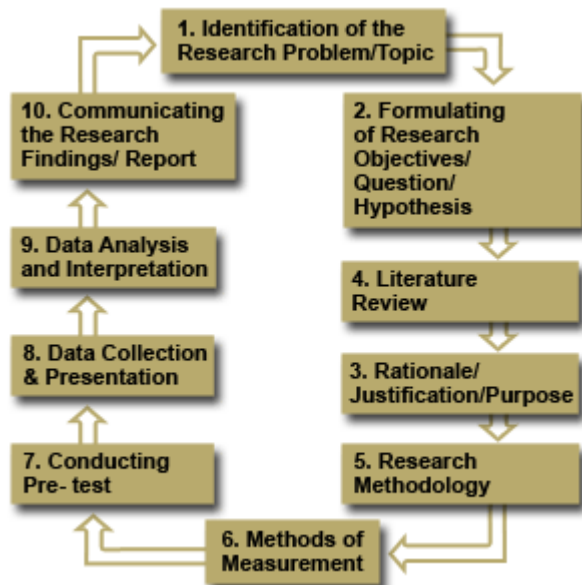 1. Identification of the
Research Problem/Topic
2. Formulating
of Research
Objectives/
Question/
Hypothesis
4. Literature
Review
3. Rationale/
Justification/Purpose
5. Research
Methodology
6. Methods of
Measurement
7. Conducting
Pre- test
8. Data Collection
& Presentation
9. Data Analysis
and Interpretation
10. Communicating
the Research
Findings/ Report